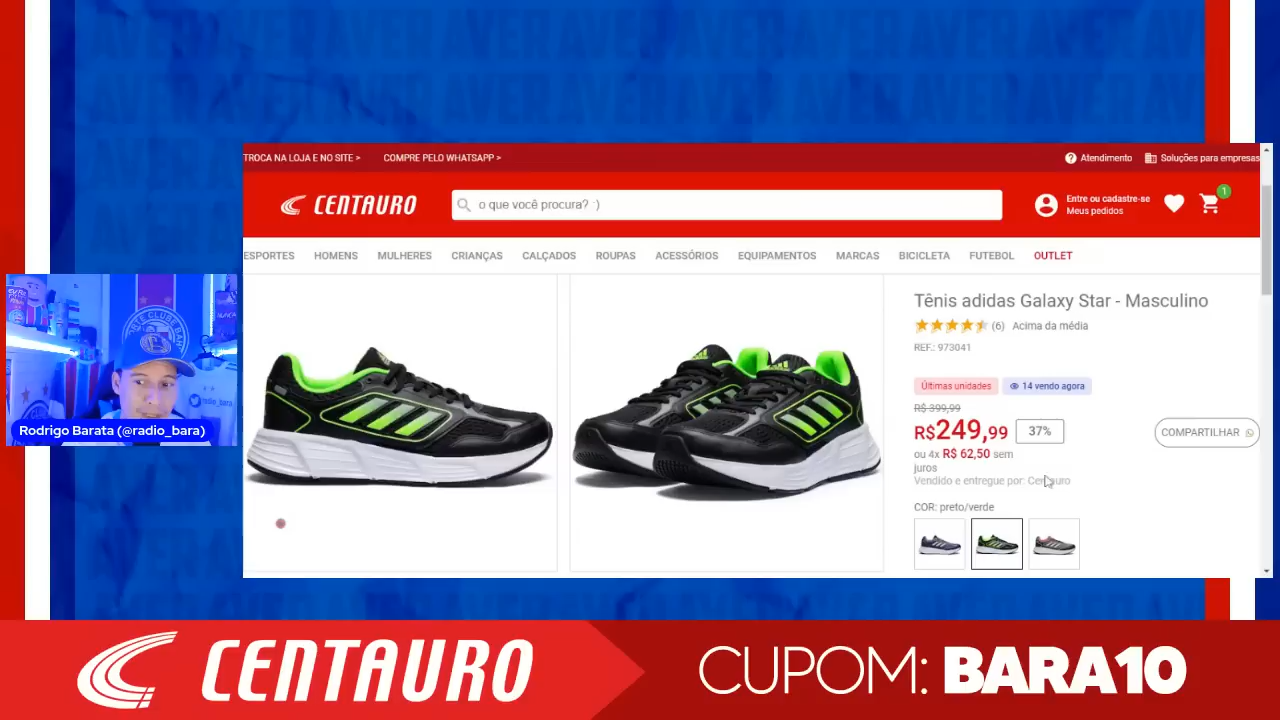 TROCA NA LOJA E NO SITE >
COMPRE PELO WHATSAPP >
Atendimento
Soluções para empresas
CENTAURO
o que você procura? :)
Entre ou cadastre-se
Meus pedidos
1
ESPORTES
HOMENS
MULHERES
CRIANÇAS
CALÇADOS
ROUPAS
ACESSÓRIOS
EQUIPAMENTOS
MARCAS
BICICLETA
FUTEBOL
OUTLET
Tênis adidas Galaxy Star - Masculino
(6) Acima da média
REF.: 973041
Últimas unidades
14 vendo agora
R$ 399,99
R$249,99
37%
COMPARTILHAR
ou 4x R$ 62,50 sem
juros
Vendido e entregue por: Centauro
COR: preto/verde
Rodrigo Barata (@radio_bara)
CENTAURO
CUPOM: BARA10